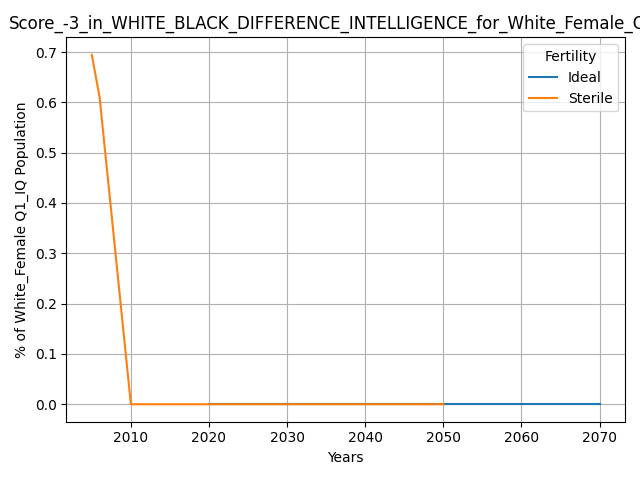 Score_-3_in_WHITE_BLACK_DIFFERENCE_INTELLIGENCE_for_White_Female_
% of White_Female Q1_IQ Population
0.7
0.6
0.5
0.4
0.3
0.2
0.1
0.0
Fertility
Ideal
Sterile
2010 2020 2030 2040 2050 2060 2070
Years